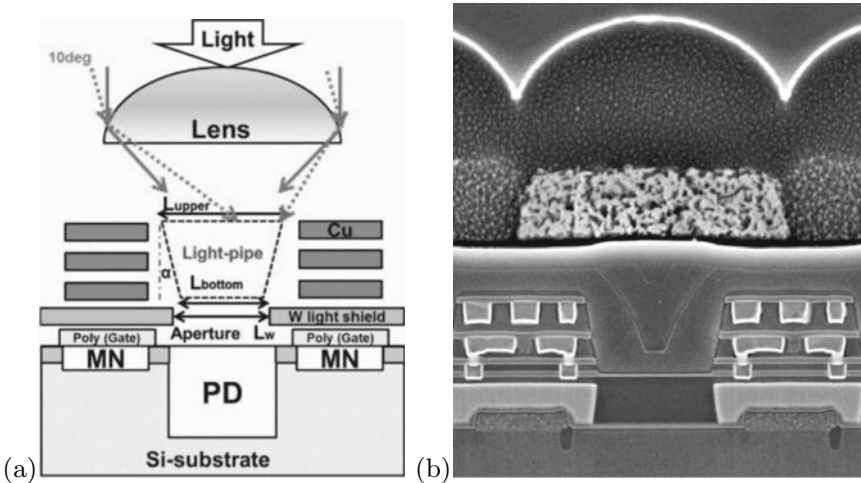 Light
10deg
Lens
Lupper
Cu
Light-pipe
α
Lbottom
W light shield
Aperture Lw
Poly (Gate) Poly (Gate)
MN MN
PD
Si-substrate
(a) (b)